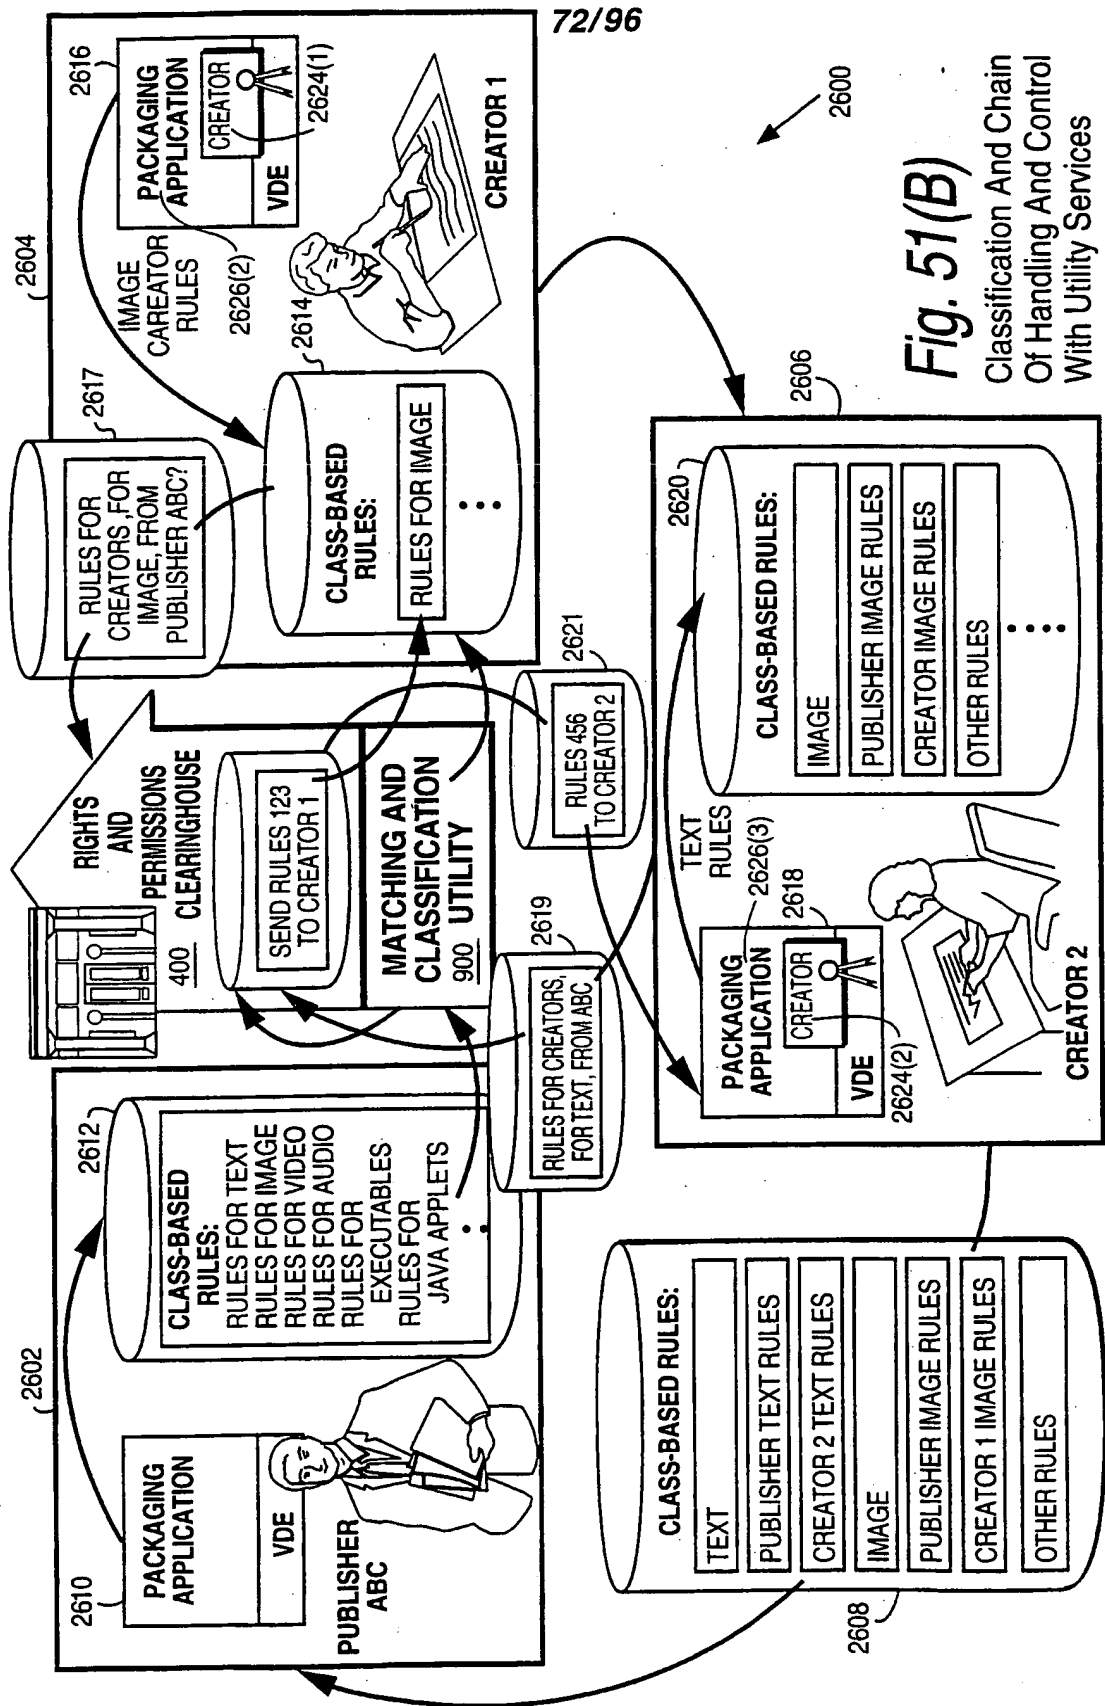 72/96
2602
2610
PACKAGING
APPLICATION
VDE
PUBLISHER
ABC
2612
CLASS-BASED
RULES:
RULES FOR TEXT
RULES FOR IMAGE
RULES FOR VIDEO
RULES FOR AUDIO
RULES FOR
EXECUTABLES
RULES FOR
JAVA APPLETS
RIGHTS
AND
PERMISSIONS
CLEARINGHOUSE
400
SEND RULES 123
TO CREATOR 1
MATCHING AND
CLASSIFICATION
900 UTILITY
2617
RULES FOR
CREATORS ,FOR
IMAGE, FROM
PUBLISHER ABC?
2604
2616
PACKAGING
APPLICATION
CREATOR
VDE
2624(1)
IMAGE
CAREATOR
RULES
2626(2)
2614
CLASS-BASED
RULES:
RULES FOR IMAGE
CREATOR 1
2619
RULES FOR CREATORS,
FOR TEXT, FROM ABC
2621
RULES 456
TO CREATOR 2
2608
CLASS-BASED RULES:
TEXT
PUBLISHER TEXT RULES
CREATOR 2 TEXT RULES
IMAGE
PUBLISHER IMAGE RULES
CREATOR 1 IMAGE RULES
OTHER RULES
2606
PACKAGING
APPLICATION
2626(3)
CREATOR
2618
VDE
2624(2)
TEXT
RULES
CREATOR 2
2620
CLASS-BASED RULES:
IMAGE
PUBLISHER IMAGE RULES
CREATOR IMAGE RULES
OTHER RULES
2600
Fig. 51(B)
Classification And Chain
Of Handling And Control
With Utility Services